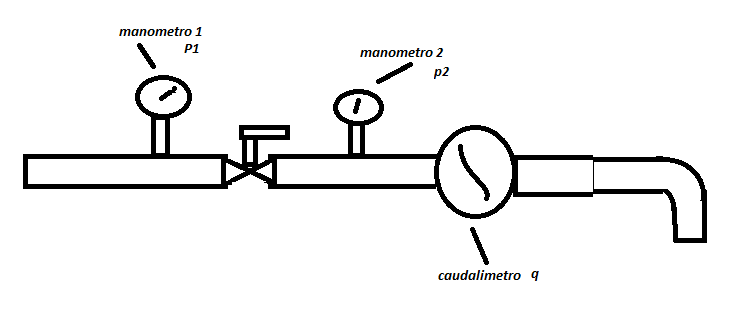 manometro 1
P1
manometro 2
p2
caudalimetro q